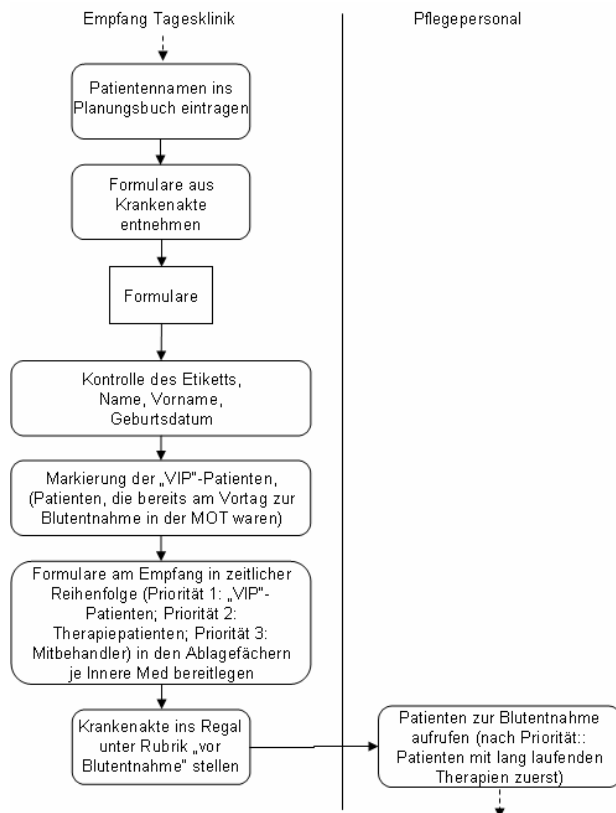 Empfang Tagesklinik
Pflegepersonal
Patientennamen ins
Planungsbuch eintragen
Formulare aus
Krankenakte
entnehmen
Formulare
Kontrolle des Etiketts,
Name, Vorname,
Geburtsdatum
Markierung der „VIP"-Patienten,
(Patienten, die bereits am Vortag zur
Blutentnahme in der MOT waren)
Formulare am Empfang in zeitlicher
Reihenfolge (Priorität 1: „VIP"-
Patienten; Priorität 2:
Therapiepatienten; Priorität 3:
Mitbehandler) in den Ablagefächern
je Innere Med bereitlegen
Krankenakte ins Regal
unter Rubrik „vor
Blutentnahme" stellen
Patienten zur Blutentnahme
aufrufen (nach Priorität::
Patienten mit lang laufenden
Therapien zuerst)